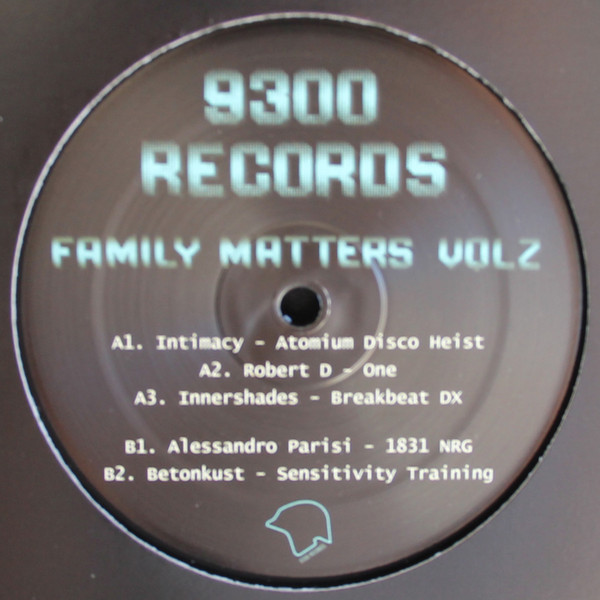 9300
RECORDS
FAMILY MATTERS VOL2
A1. Intimacy - Atomium Disco Heist
A2. Robert D - One
A3. Innershades - Breakbeat DX
B1. Alessandro Parisi - 1831 NRG
B2. Betonkust - Sensitivity Training